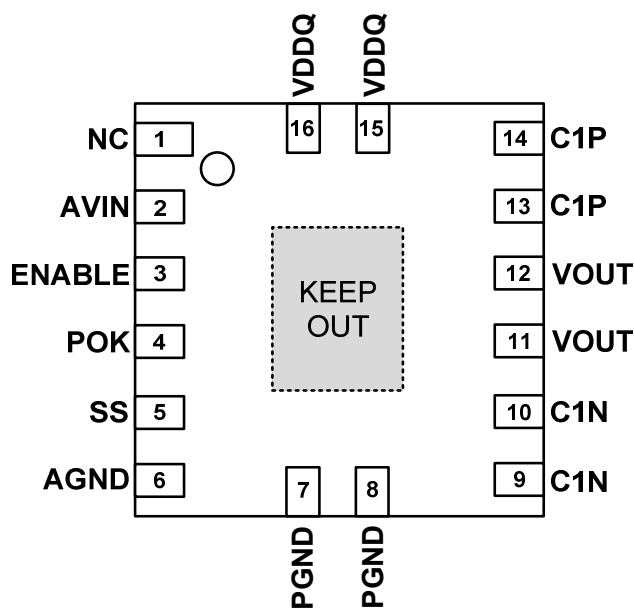 VDDQ VDDQ
16 15
NC 1 14 C1P
AVIN 2 13 C1P
ENABLE 3 12 VOUT
KEEP
OUT
POK 4 11 VOUT
SS 5 10 C1N
AGND 6 9 C1N
7 8
PGND PGND